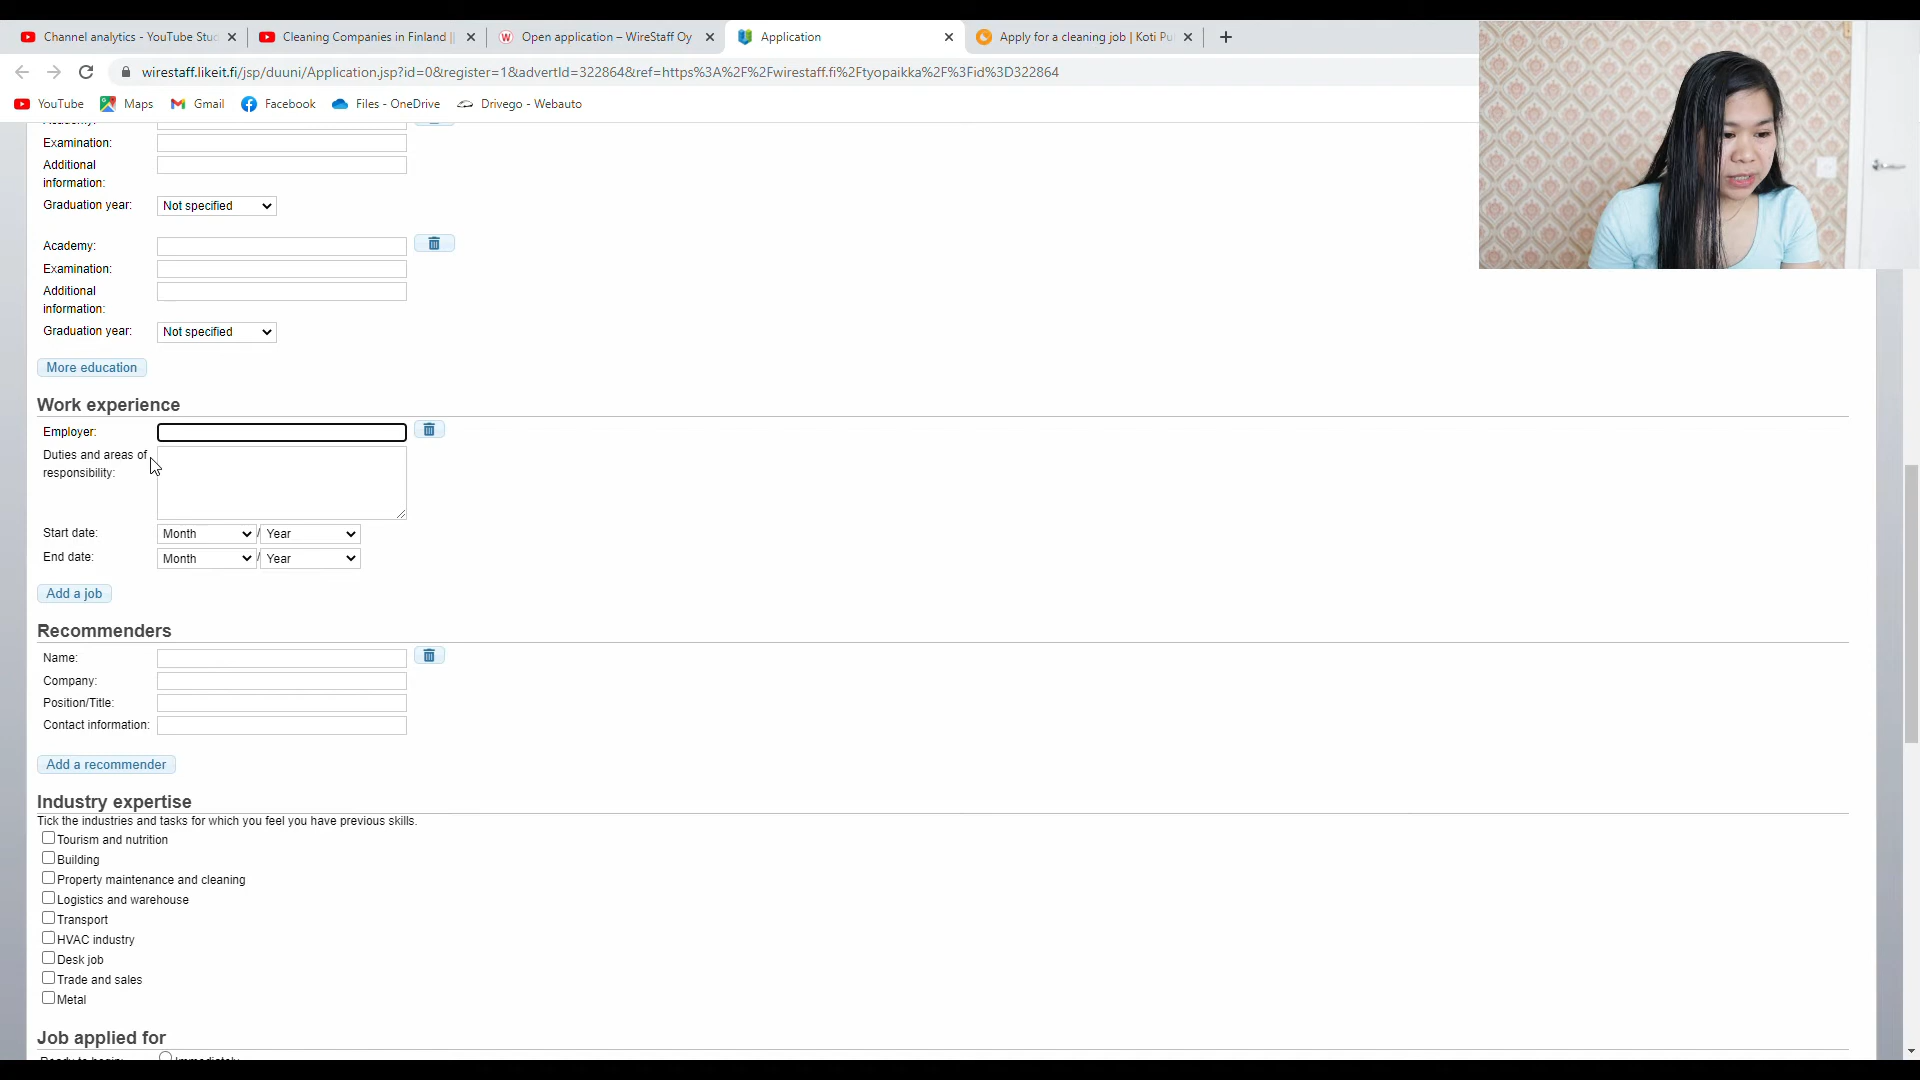 Channel analytics - YouTube Stu
Cleaning Companies in Finland ||
Open application – WireStaff Oy
Application
Apply for a cleaning job | Koti Pu
wirestaff.likeit.fi/jsp/duuni/Application.jsp?id=0&register=1&advertId=322864&ref=https%3A%2F%2Fwirestaff.fi%2Ftyopaikka%2F%3Fid%3D322864
YouTube Maps Gmail Facebook Files - OneDrive Drivego - Webauto
Academy:
Examination:
Additional
information:
Graduation year: Not specified
Academy:
Examination:
Additional
information:
Graduation year: Not specified
More education
Work experience
Employer:
Duties and areas of
responsibility:
Start date: Month / Year
End date: Month / Year
Add a job
Recommenders
Name:
Company:
Position/Title:
Contact information:
Add a recommender
Industry expertise
Tick the industries and tasks for which you feel you have previous skills.
Tourism and nutrition
Building
Property maintenance and cleaning
Logistics and warehouse
Transport
HVAC industry
Desk job
Trade and sales
Metal
Job applied for
Ready to begin: Immediately